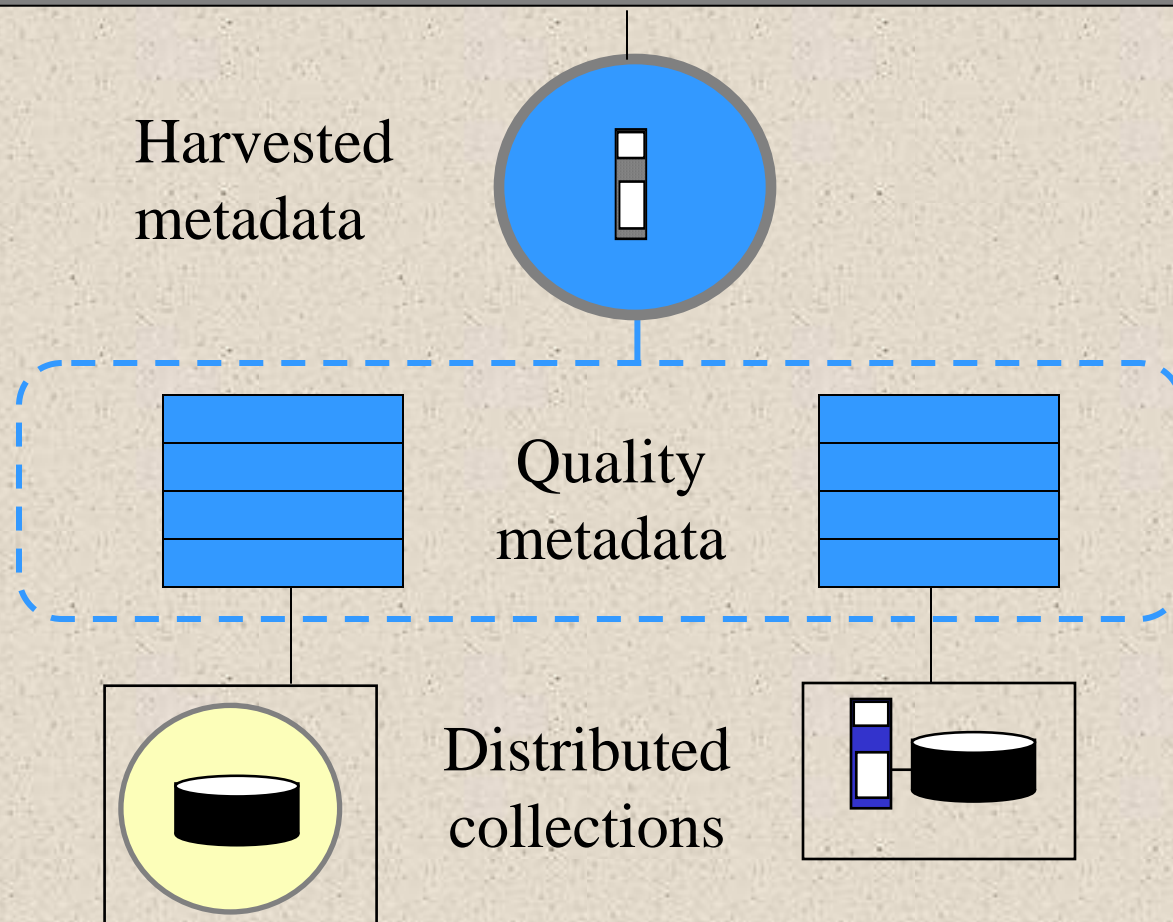 Harvested
metadata
Quality
metadata
Distributed
collections